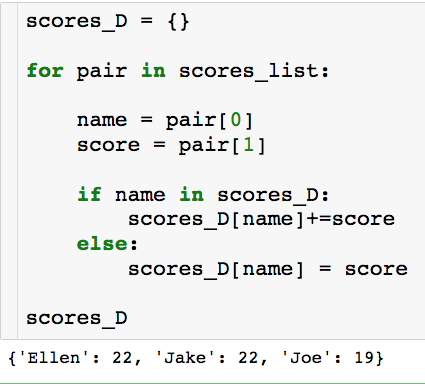 scores_D = {}
for pair in scores_list:
name = pair[0]
score = pair[1]
if name in scores_D:
scores_D[name]+=score
else:
scores_D[name] = score
scores_D
{'Ellen': 22, 'Jake': 22, 'Joe': 19}